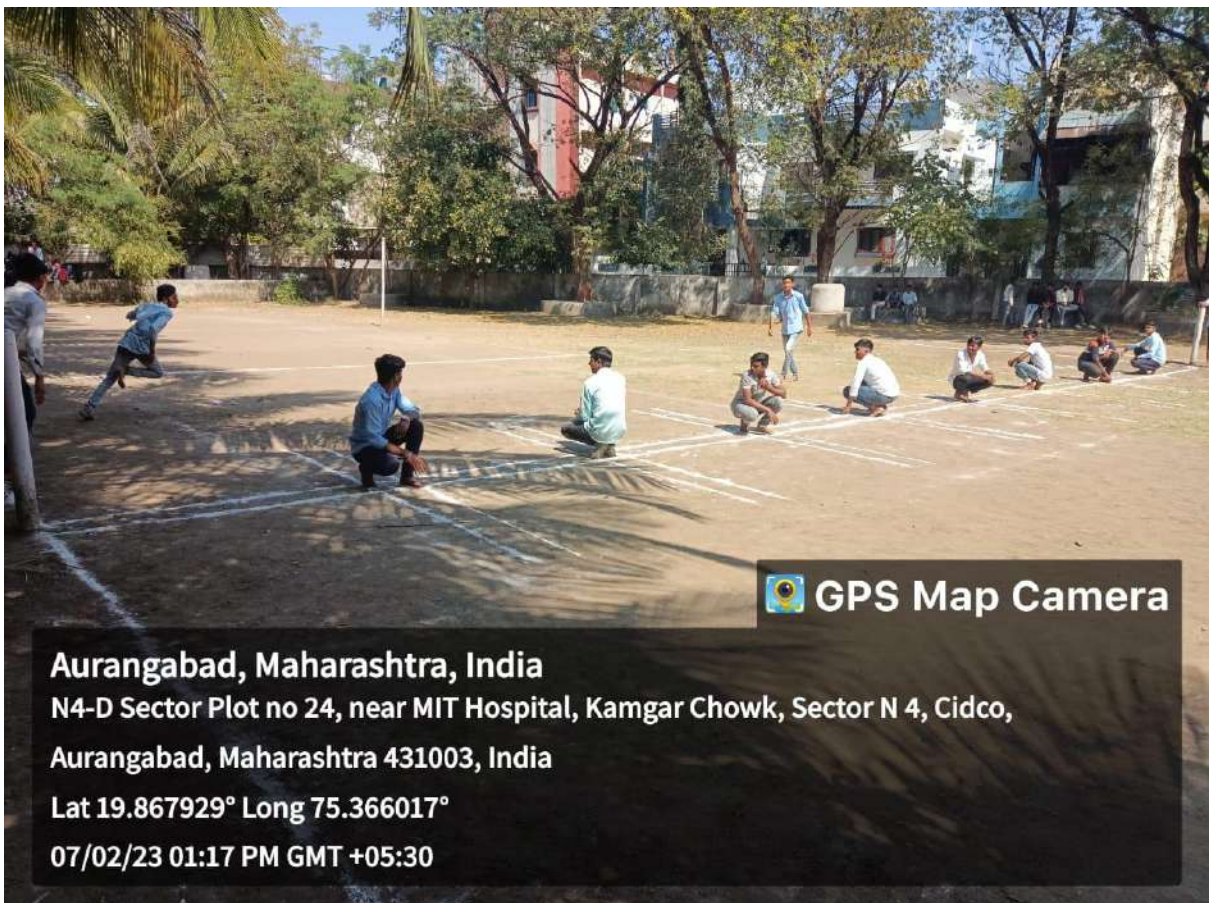 GPS Map Camera
Aurangabad, Maharashtra, India
N4-D Sector Plot no 24, near MIT Hospital, Kamgar Chowk, Sector N 4, Cidco,
Aurangabad, Maharashtra 431003, India
Lat 19.867929° Long 75.366017°
07/02/23 01:17 PM GMT +05:30